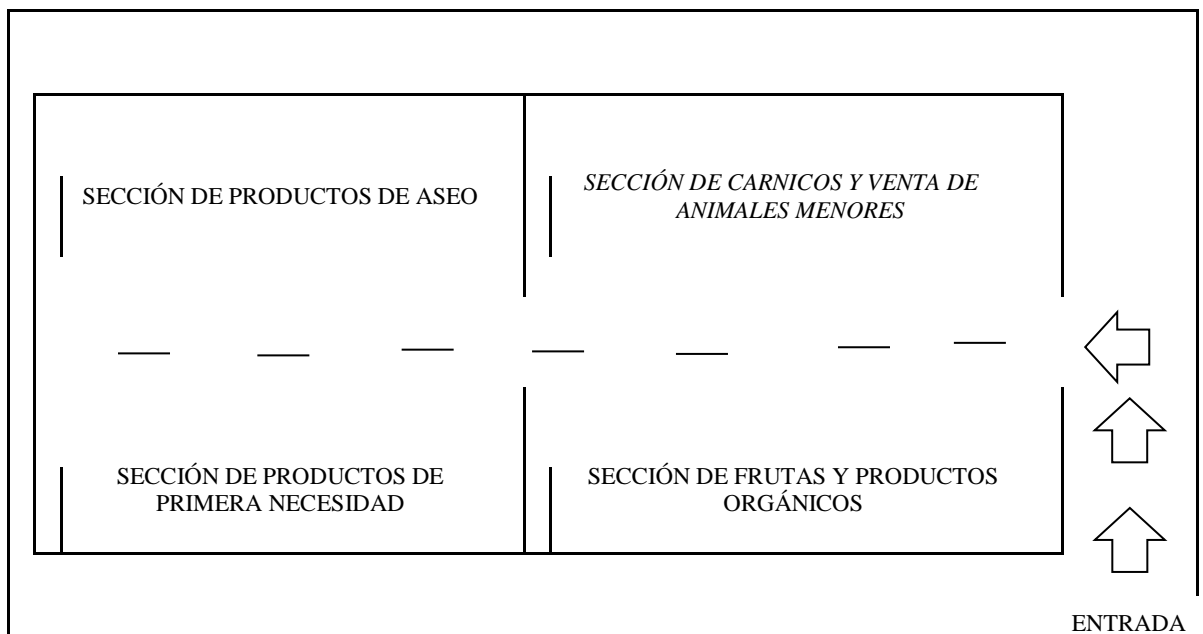 SECCIÓN DE PRODUCTOS DE ASEO
SECCIÓN DE CARNICOS Y VENTA DE
ANIMALES MENORES
SECCIÓN DE PRODUCTOS DE
PRIMERA NECESIDAD
SECCIÓN DE FRUTAS Y PRODUCTOS
ORGÁNICOS
ENTRADA